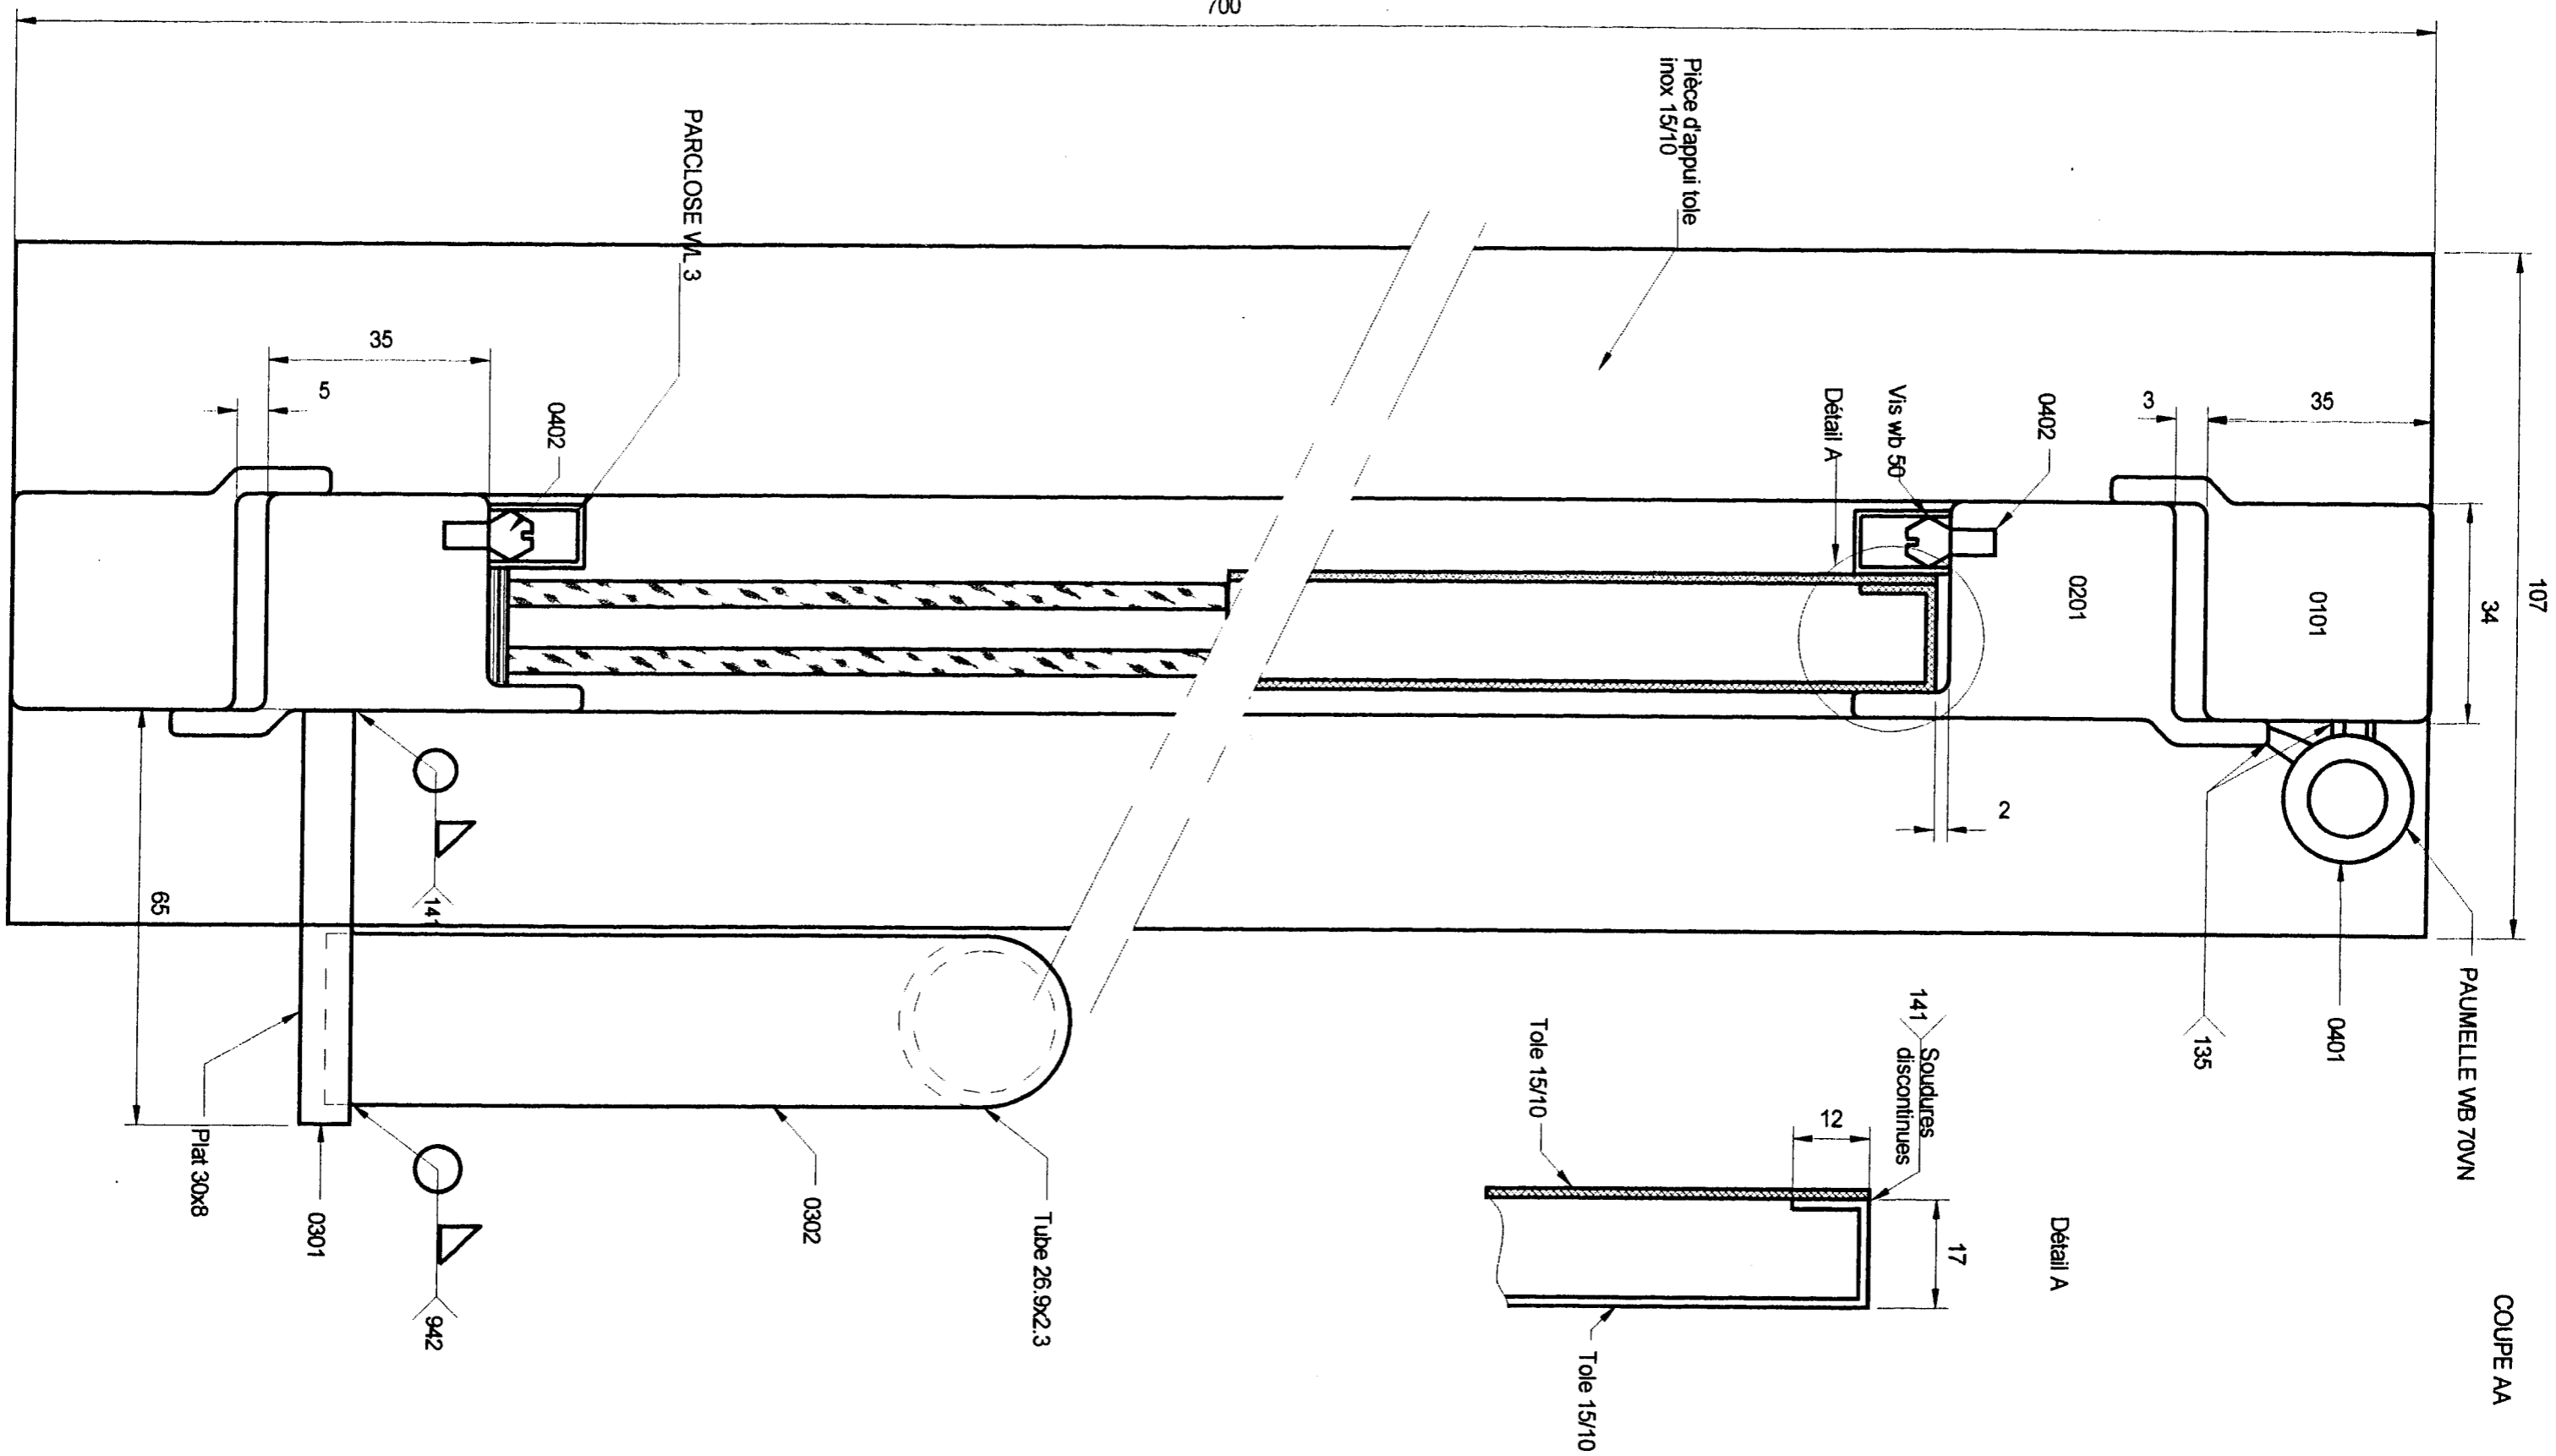 COUPE AA
700
107
34
35
3
0101
0201
0402
Vis wb 50
Détail A
2
Pièce d'appui tole
inox 15/10
PARCLOSE WL 3
35
5
0402
PAUMELLE WB 70VN
0401
135
141
65
Plat 30x8
0301
942
0302
Tube 26.9x2.3
Détail A
141
Soudures
discontinues
12
17
Tole 15/10
Tole 15/10